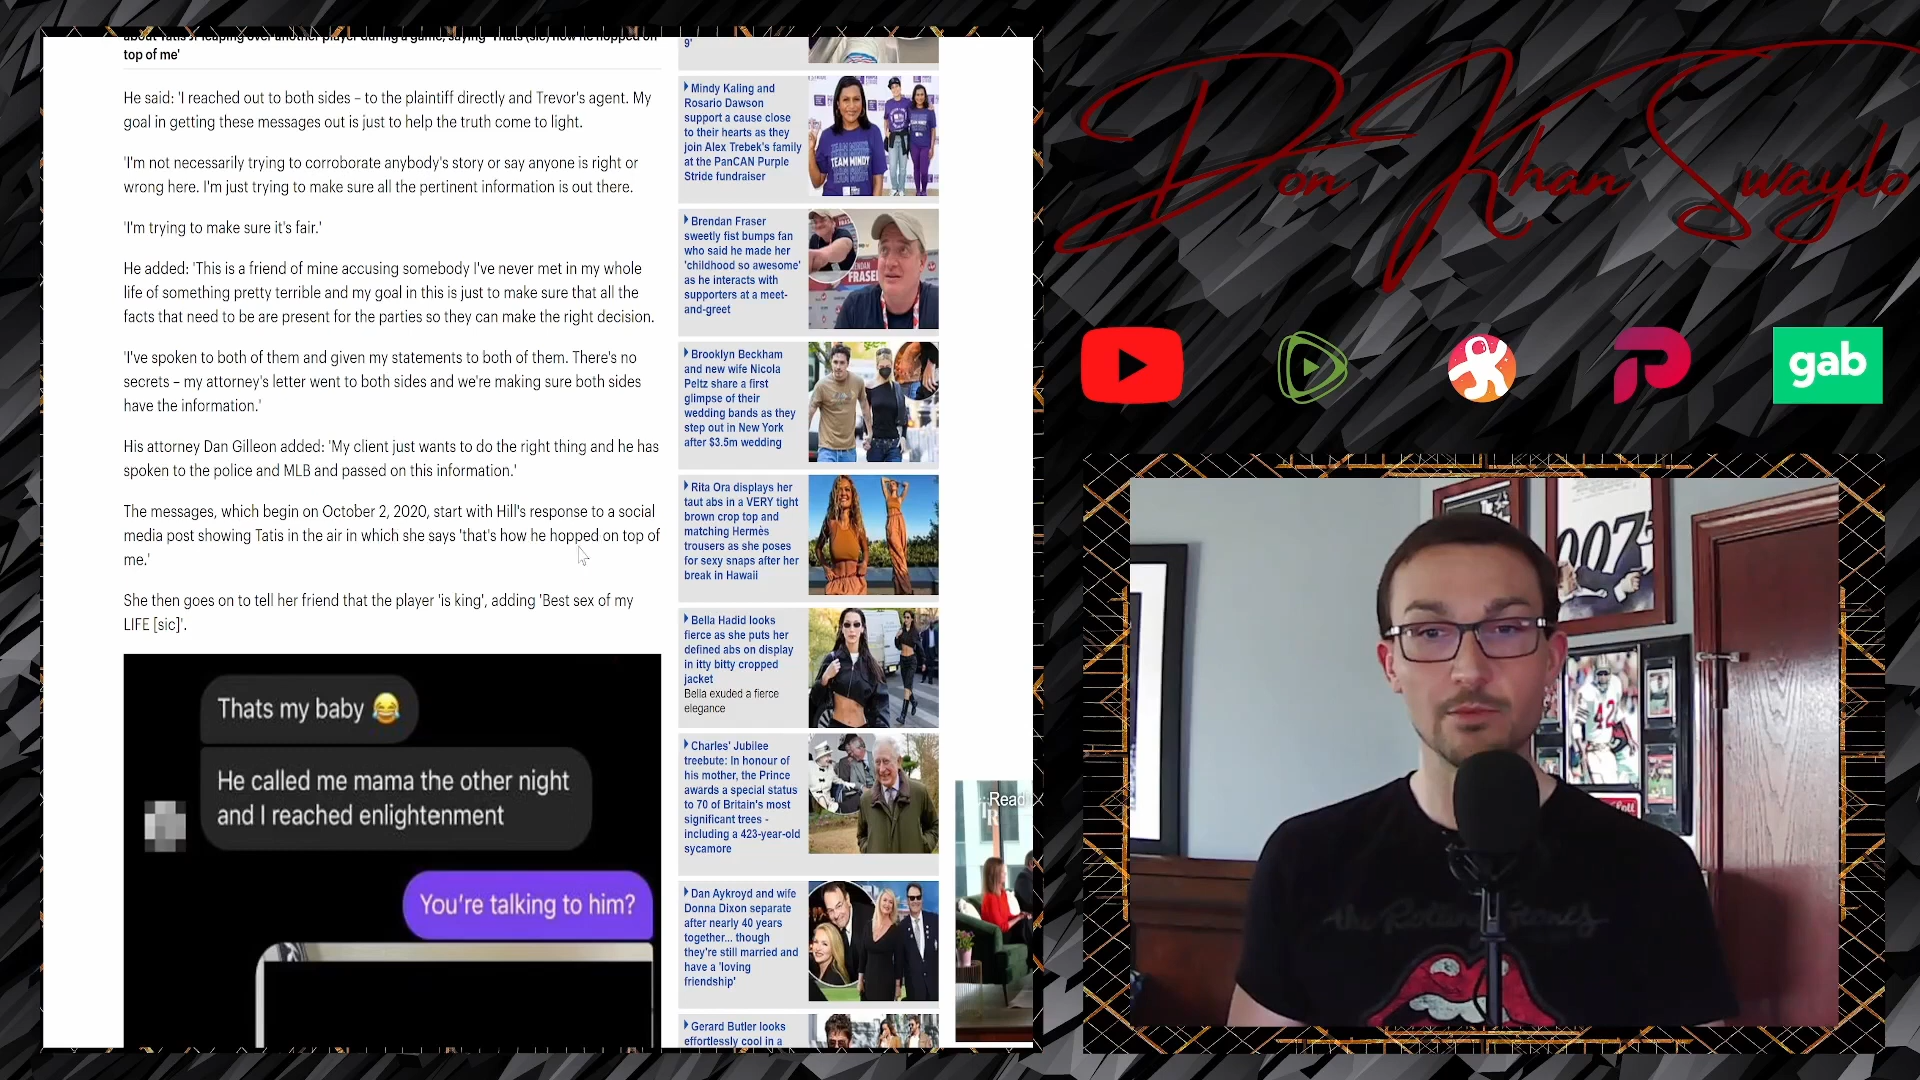 about Tatis Jr leaping over another player during a game, saying 'Thats (sic) how he hopped on
top of me'
He said: 'I reached out to both sides – to the plaintiff directly and Trevor's agent. My
goal in getting these messages out is just to help the truth come to light.
'I'm not necessarily trying to corroborate anybody's story or say anyone is right or
wrong here. I'm just trying to make sure all the pertinent information is out there.
'I'm trying to make sure it's fair.'
He added: 'This is a friend of mine accusing somebody I've never met in my whole
life of something pretty terrible and my goal in this is just to make sure that all the
facts that need to be are present for the parties so they can make the right decision.
'I've spoken to both of them and given my statements to both of them. There's no
secrets – my attorney's letter went to both sides and we're making sure both sides
have the information.'
His attorney Dan Gilleon added: 'My client just wants to do the right thing and he has
spoken to the police and MLB and passed on this information.'
The messages, which begin on October 2, 2020, start with Hill's response to a social
media post showing Tatis in the air in which she says 'that's how he hopped on top of
me.'
She then goes on to tell her friend that the player 'is king', adding 'Best sex of my
LIFE [sic]'.
Thats my baby 😂
He called me mama the other night
and I reached enlightenment
You're talking to him?
9'
Mindy Kaling and
Rosario Dawson
support a cause close
to their hearts as they
join Alex Trebek's family
at the PanCAN Purple
Stride fundraiser
TEAM MINDY
Brendan Fraser
sweetly fist bumps fan
who said he made her
'childhood so awesome'
as he interacts with
supporters at a meet-
and-greet
FRASE
Brooklyn Beckham
and new wife Nicola
Peltz share a first
glimpse of their
wedding bands as they
step out in New York
after $3.5m wedding
Rita Ora displays her
taut abs in a VERY tight
brown crop top and
matching Hermès
trousers as she poses
for sexy snaps after her
break in Hawaii
Bella Hadid looks
fierce as she puts her
defined abs on display
in itty bitty cropped
jacket
Bella exuded a fierce
elegance
Charles' Jubilee
treebute: In honour of
his mother, the Prince
awards a special status
to 70 of Britain's most
significant trees -
including a 423-year-old
sycamore
Dan Aykroyd and wife
Donna Dixon separate
after nearly 40 years
together... though
they're still married and
have a 'loving
friendship'
Gerard Butler looks
effortlessly cool in a
Read
Don Khan Swaylo
gab
007
42